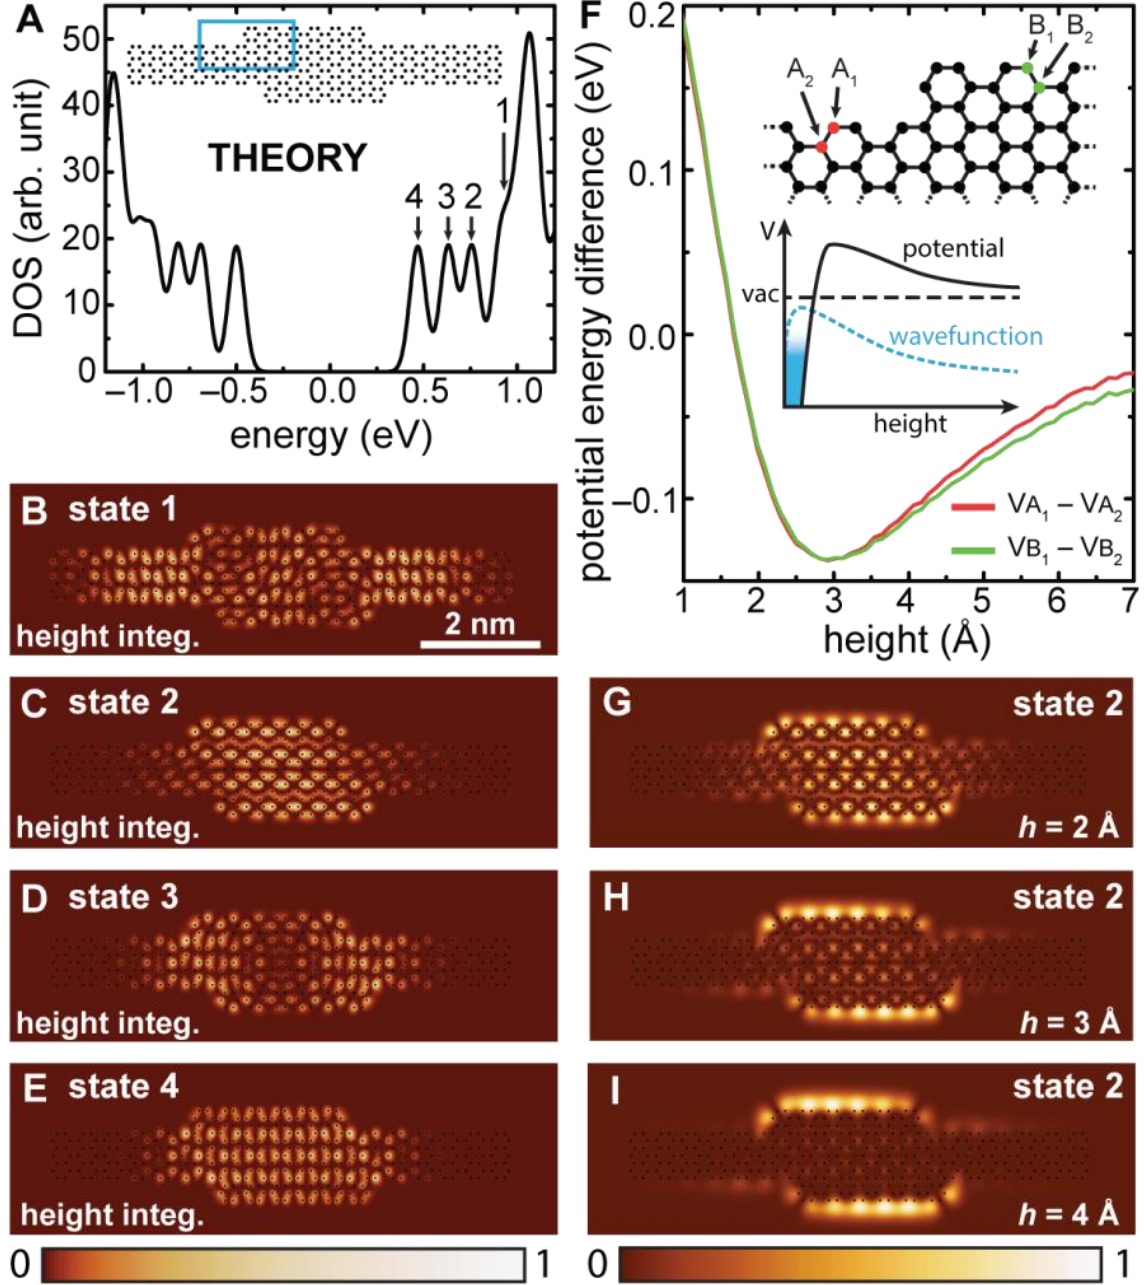 A
DOS (arb. unit)
50
40
30
20
10
0
THEORY
1
4 3 2
−1.0 −0.5 0.0 0.5 1.0
energy (eV)
B state 1
height integ.
2 nm
C state 2
height integ.
D state 3
height integ.
E state 4
height integ.
0 1
F
potential energy difference (eV)
0.2
0.1
0.0
−0.1
B1 B2
A2 A1
V
potential
vac
wavefunction
height
VA1 − VA2
VB1 − VB2
1 2 3 4 5 6 7
height (Å)
G state 2
h = 2 Å
H state 2
h = 3 Å
I state 2
h = 4 Å
0 1